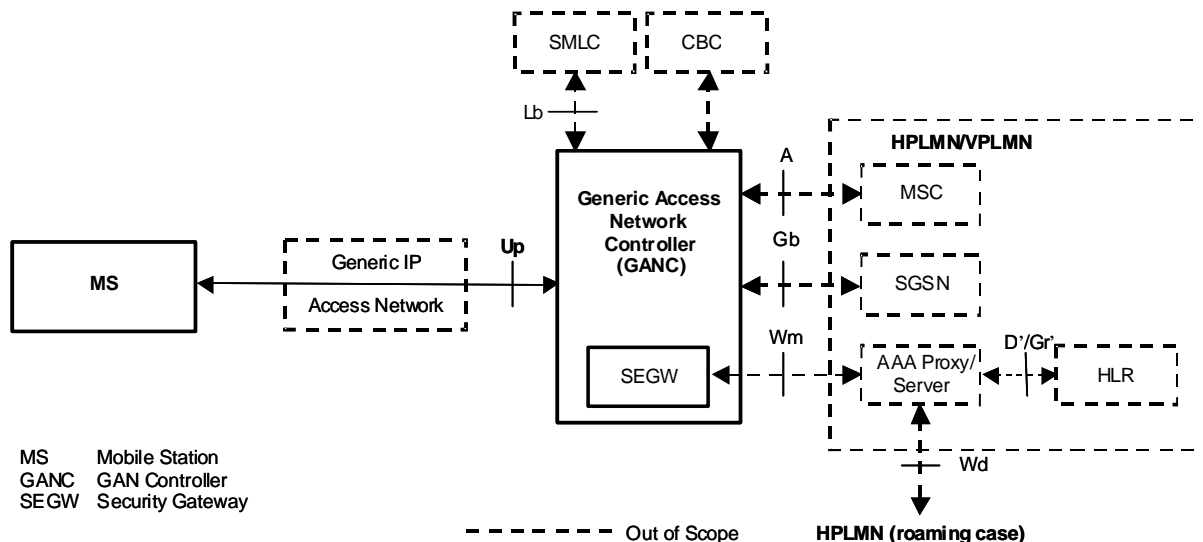 SMLC
CBC
Lb
HPLMN/VPLMN
A
MSC
Generic Access
Network
Controller
(GANC)
Gb
Up
Generic IP
MS
SGSN
Access Network
Wm
D'/Gr'
SEGW
AAA Proxy/
Server
HLR
MS Mobile Station
GANC GAN Controller
SEGW Security Gateway
Wd
Out of Scope
HPLMN (roaming case)